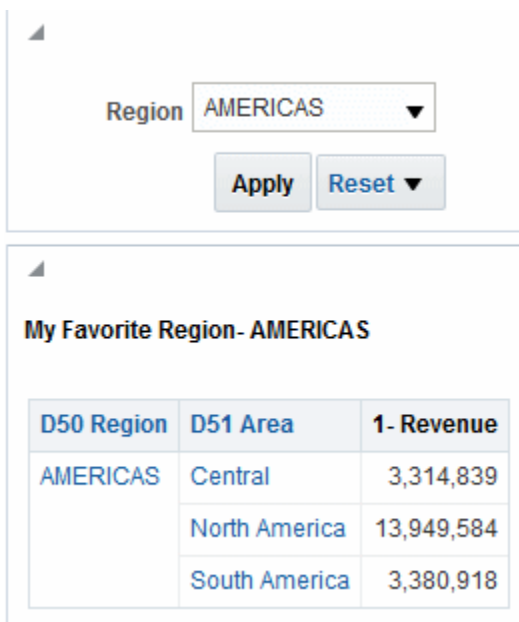 Region AMERICAS
Apply Reset
My Favorite Region- AMERICAS
D50 Region D51 Area 1- Revenue
AMERICAS Central 3,314,839
North America 13,949,584
South America 3,380,918